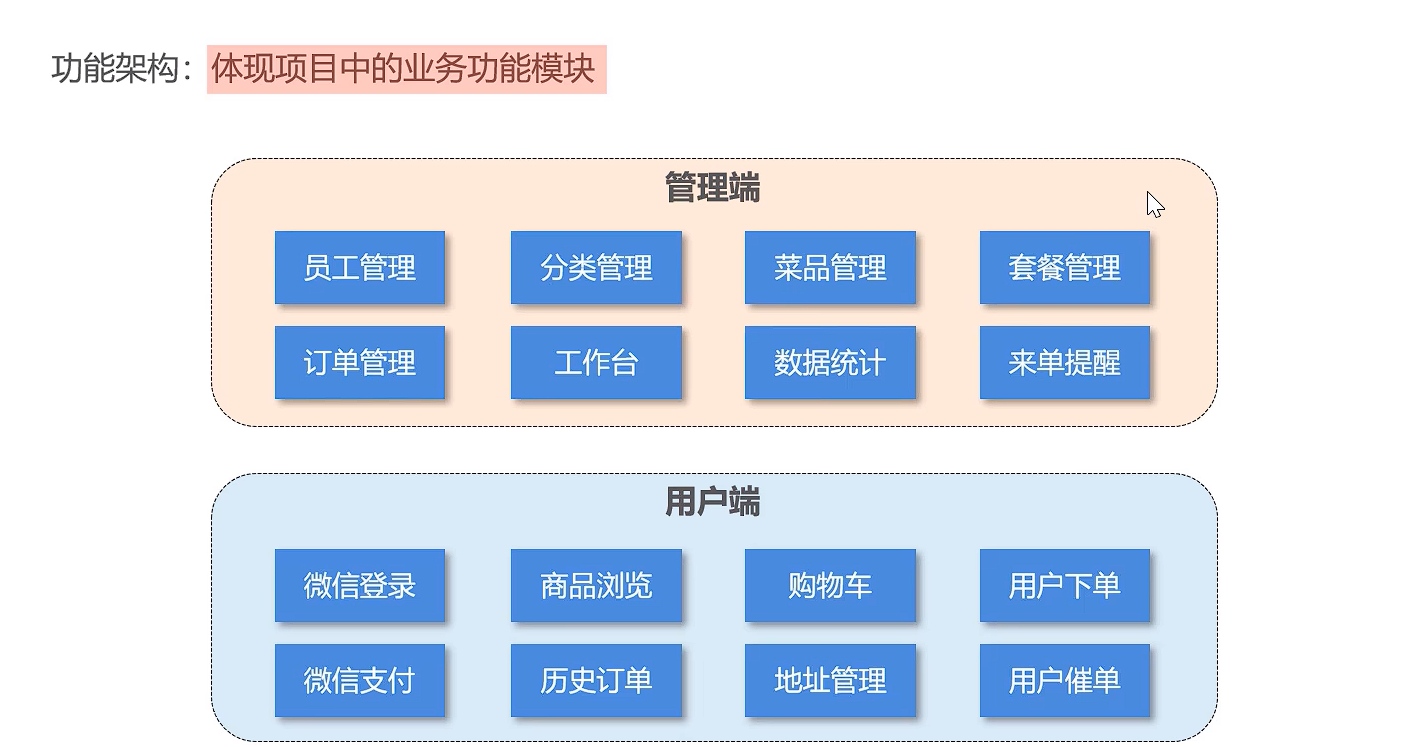 功能架构：体现项目中的业务功能模块
管理端
员工管理 分类管理 菜品管理 套餐管理
订单管理 工作台 数据统计 来单提醒
用户端
微信登录 商品浏览 购物车 用户下单
微信支付 历史订单 地址管理 用户催单